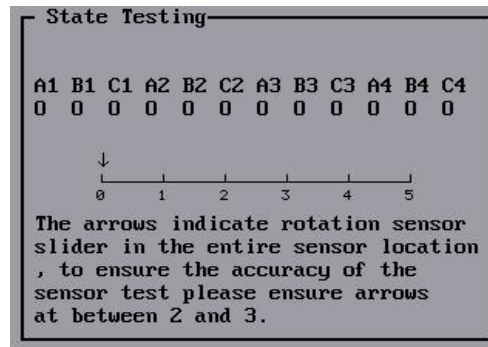 State Testing
A1 B1 C1 A2 B2 C2 A3 B3 C3 A4 B4 C4
0 0 0 0 0 0 0 0 0 0 0 0
0 1 2 3 4 5
The arrows indicate rotation sensor
slider in the entire sensor location
, to ensure the accuracy of the
sensor test please ensure arrows
at between 2 and 3.